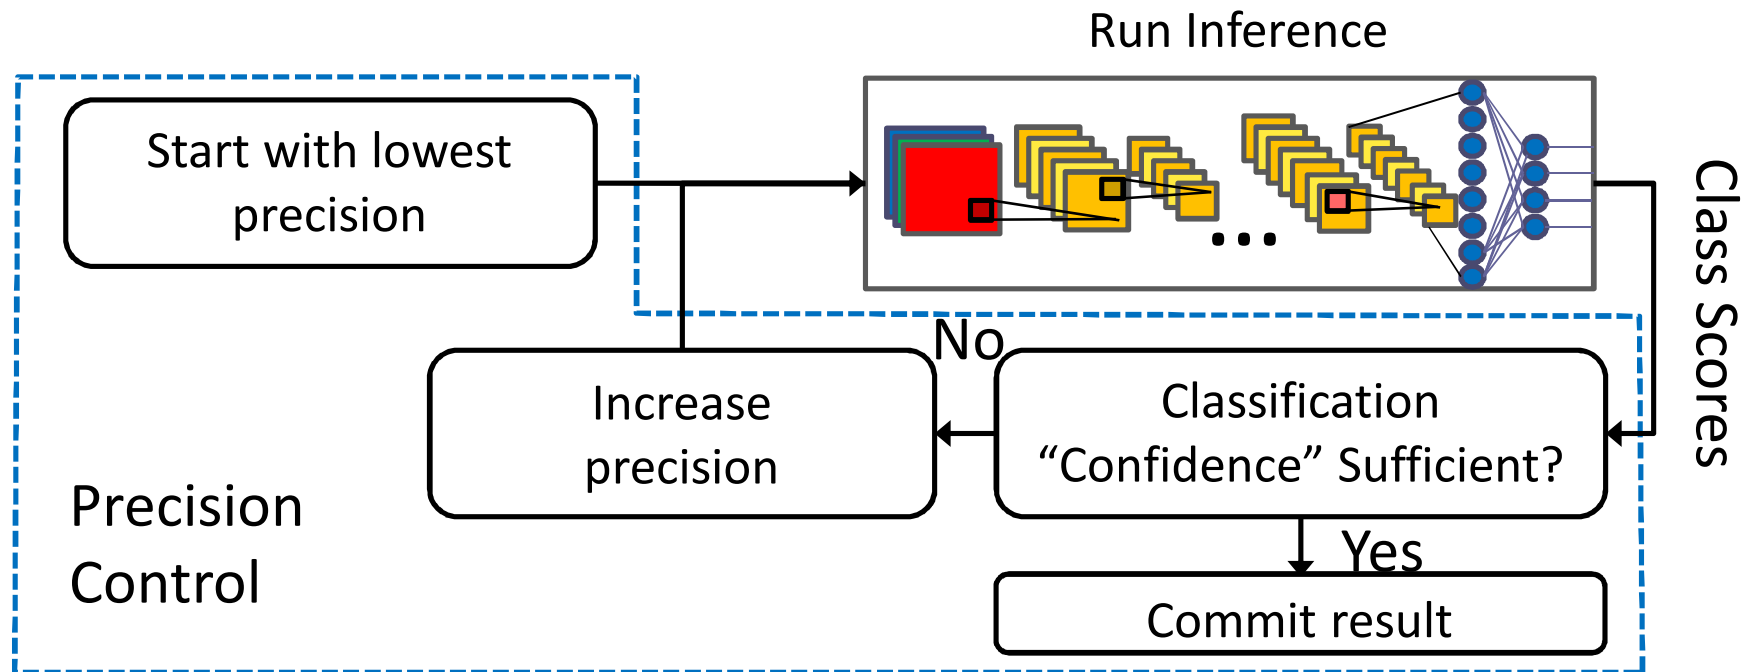 Run Inference
Start with lowest
precision
Class Scores
No
Increase
precision
Classification
“Confidence” Sufficient?
Precision
Control
Yes
Commit result